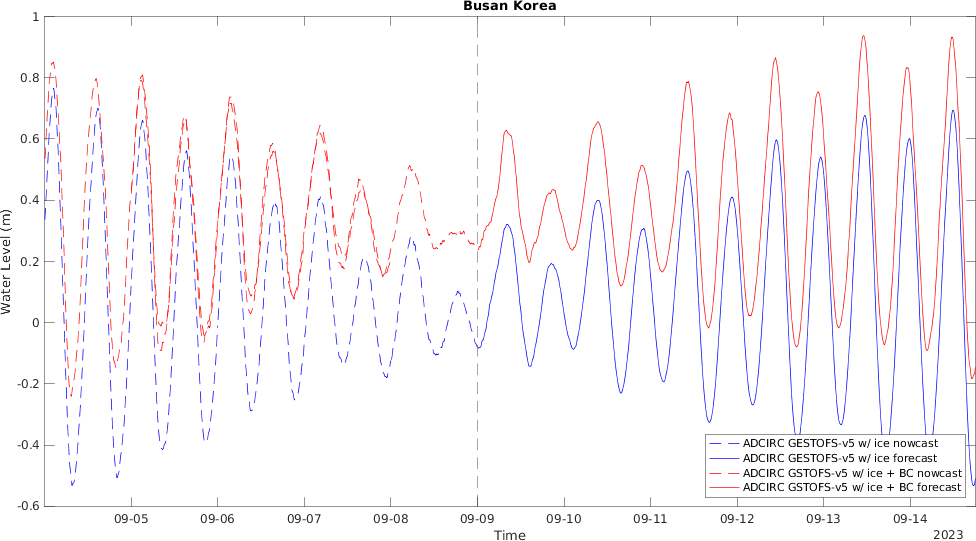 Busan Korea
1
0.8
0.6
0.4
0.2
0
-0.2
-0.4
-0.6
Water Level (m)
ADCIRC GESTOFS-v5 w/ ice nowcast
ADCIRC GESTOFS-v5 w/ ice forecast
ADCIRC GSTOFS-v5 w/ ice + BC nowcast
ADCIRC GSTOFS-v5 w/ ice + BC forecast
09-05 09-06 09-07 09-08 09-09 09-10 09-11 09-12 09-13 09-14
Time
2023